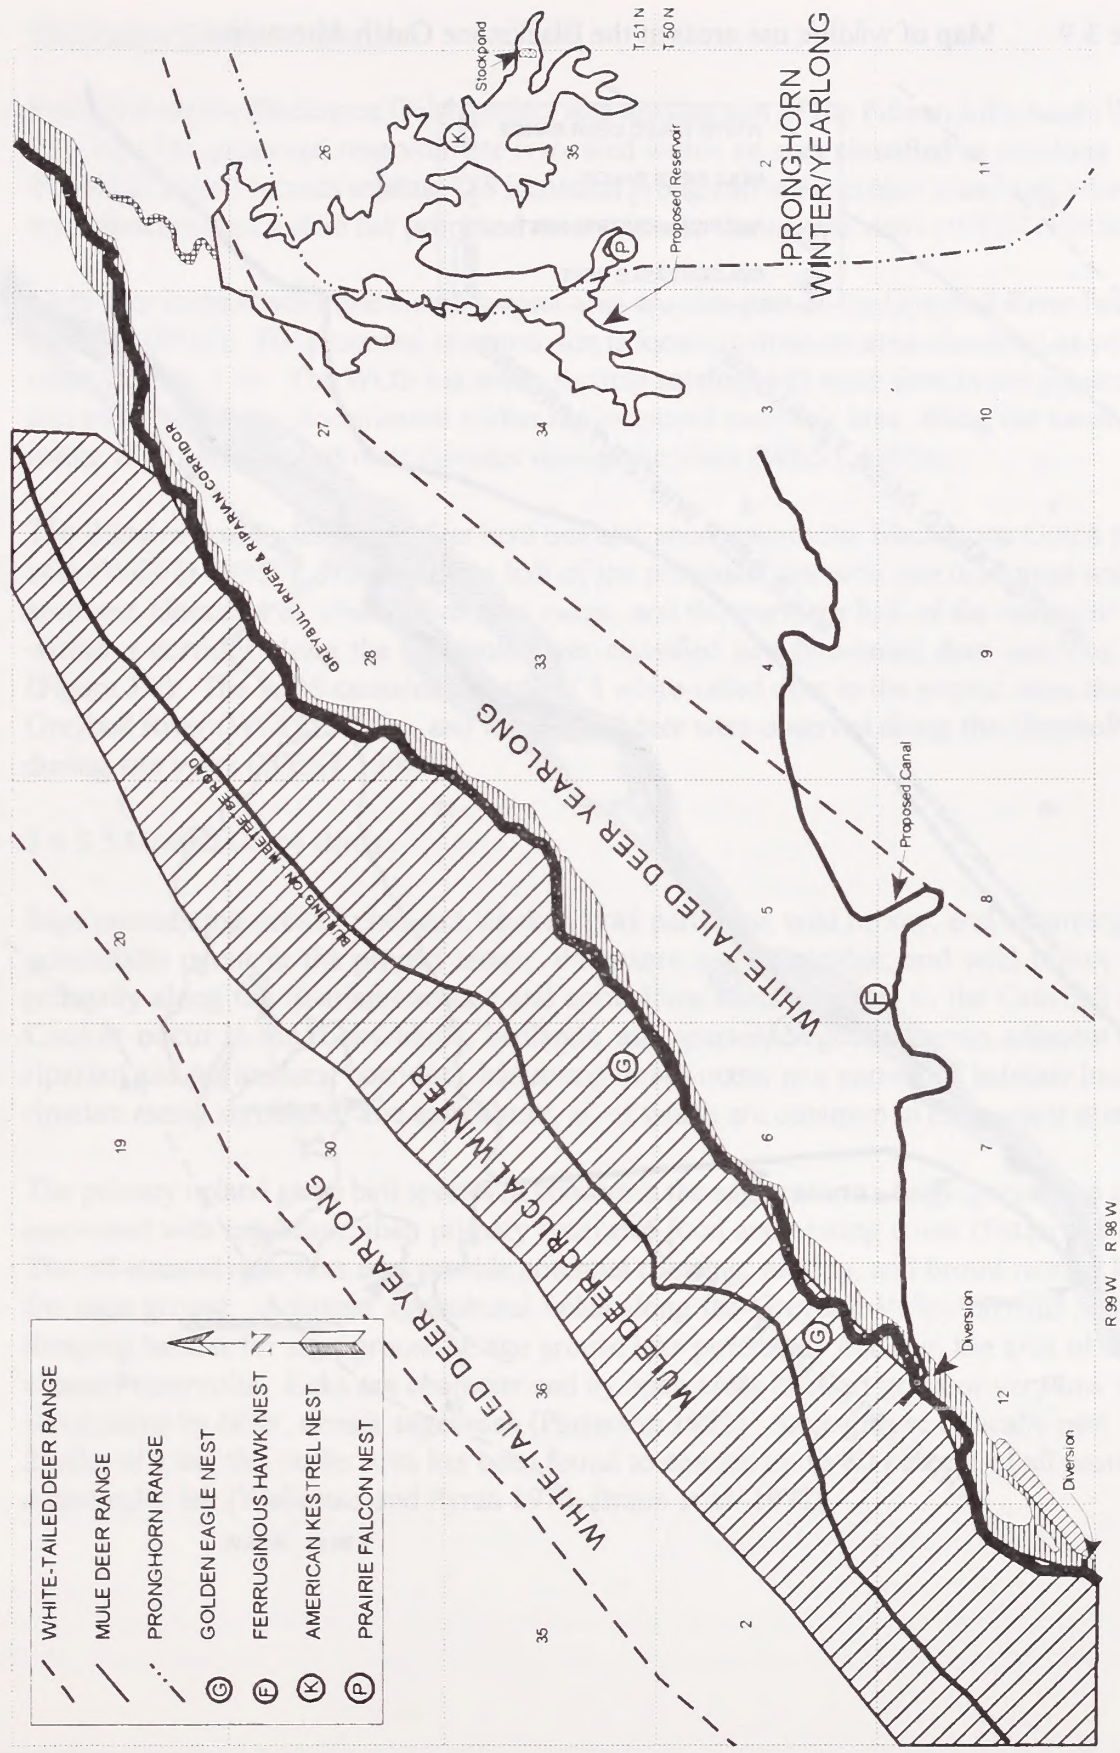 WHITE-TAILED DEER RANGE
MULE DEER RANGE
PRONGHORN RANGE
G GOLDEN EAGLE NEST
F FERRUGINOUS HAWK NEST
K AMERICAN KESTREL NEST
P PRAIRIE FALCON NEST
N
19
20
30
35
36
2
WHITE-TAILED DEER YEARLONG
MULE DEER CRUCIAL WINTER
BURLINGTON \ MEETEETSE ROAD
GREYBULL RIVER & RIPARIAN CORRIDOR
28
33
27
26
34
35
WHITE-TAILED DEER YEARLONG
G
G
F
K
P
Stockpond
Proposed Reservoir
T 51 N
T 50 N
PRONGHORN
WINTER/YEARLONG
6
5
4
3
2
7
8
9
10
11
12
Proposed Canal
Diversion
Diversion
R 99 W
R 98 W